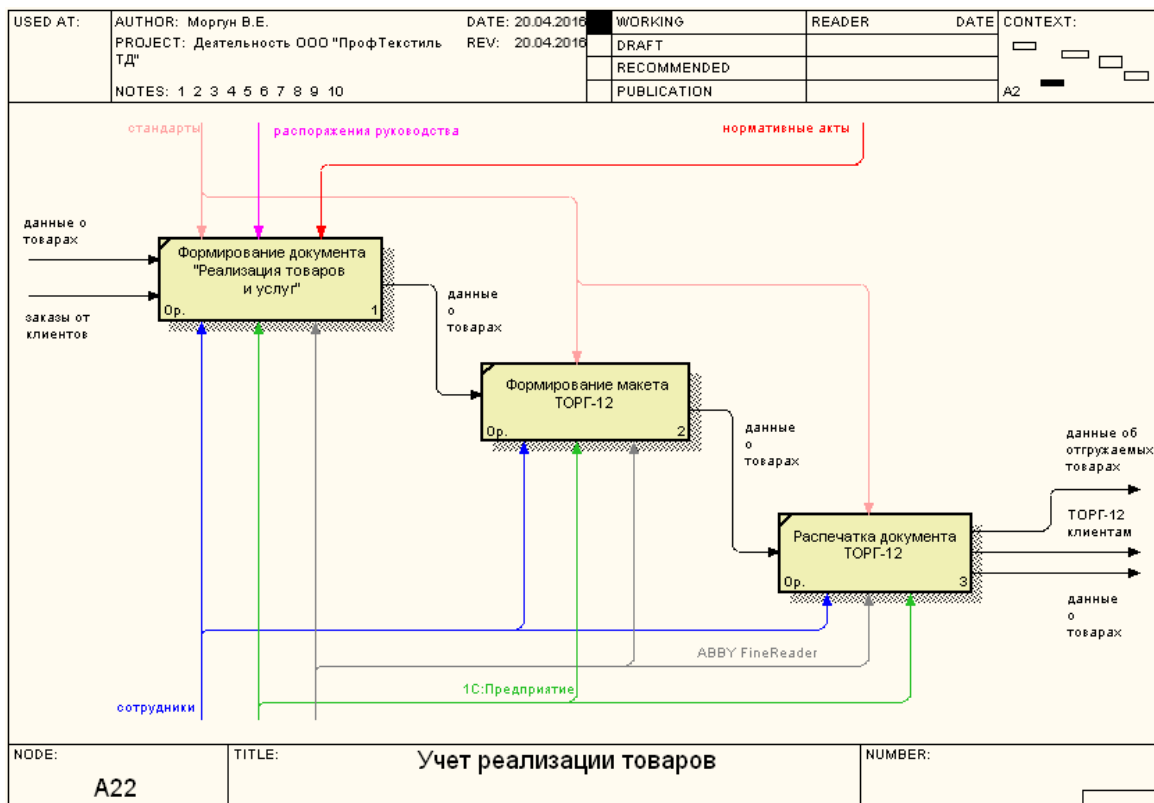 USED AT:
AUTHOR: Моргун В.Е.
DATE: 20.04.2016
PROJECT: Деятельность ООО "ПрофТекстиль
ТД"
REV: 20.04.2016
NOTES: 1 2 3 4 5 6 7 8 9 10
WORKING
DRAFT
RECOMMENDED
PUBLICATION
READER
DATE
CONTEXT:
A2
стандарты
распоряжения руководства
нормативные акты
данные о
товарах
заказы от
клиентов
Формирование документа
"Реализация товаров
и услуг"
0р.
1
данные
о
товарах
Формирование макета
ТОРГ-12
0р.
2
данные
о
товарах
Распечатка документа
ТОРГ-12
0р.
3
данные об
отгружаемых
товарах
ТОРГ-12
клиентам
данные
о
товарах
ABBY FineReader
1С:Предприятие
сотрудники
NODE:
A22
TITLE:
Учет реализации товаров
NUMBER: